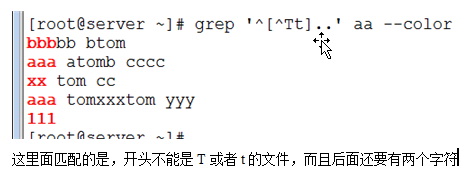 [root@server ~]# grep '^[^Tt]..' aa --color
bbbbb btom
aaa atomb cccc
xx tom cc
aaa tomxxxtom yyy
111
[root@server ~]#
这里面匹配的是，开头不能是 T 或者 t 的文件，而且后面还要有两个字符